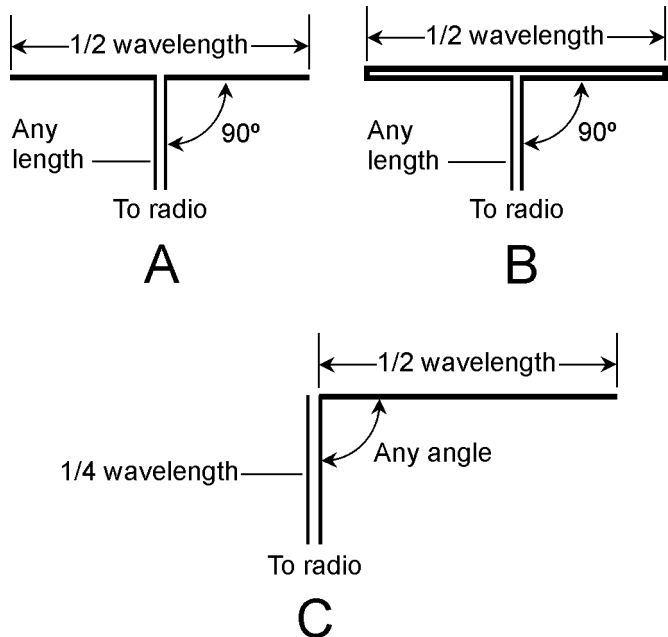 1/2 wavelength
Any
length
90º
To radio
A
1/2 wavelength
Any
length
90º
To radio
B
1/2 wavelength
Any angle
1/4 wavelength
To radio
C